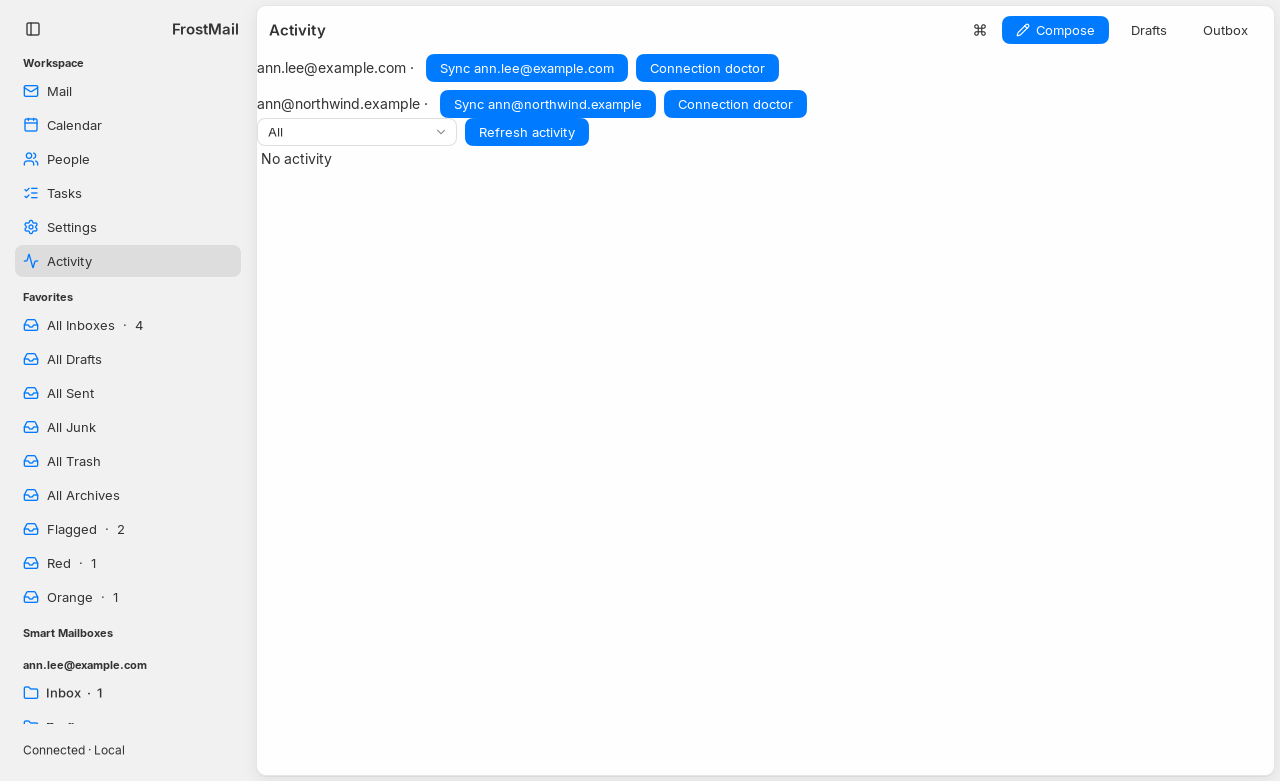 FrostMail
Workspace
Mail
Calendar
People
Tasks
Settings
Activity
Favorites
All Inboxes · 4
All Drafts
All Sent
All Junk
All Trash
All Archives
Flagged · 2
Red · 1
Orange · 1
Smart Mailboxes
ann.lee@example.com
Inbox · 1
Connected · Local
Activity
⌘ Compose Drafts Outbox
ann.lee@example.com · Sync ann.lee@example.com Connection doctor
ann@northwind.example · Sync ann@northwind.example Connection doctor
All Refresh activity
No activity